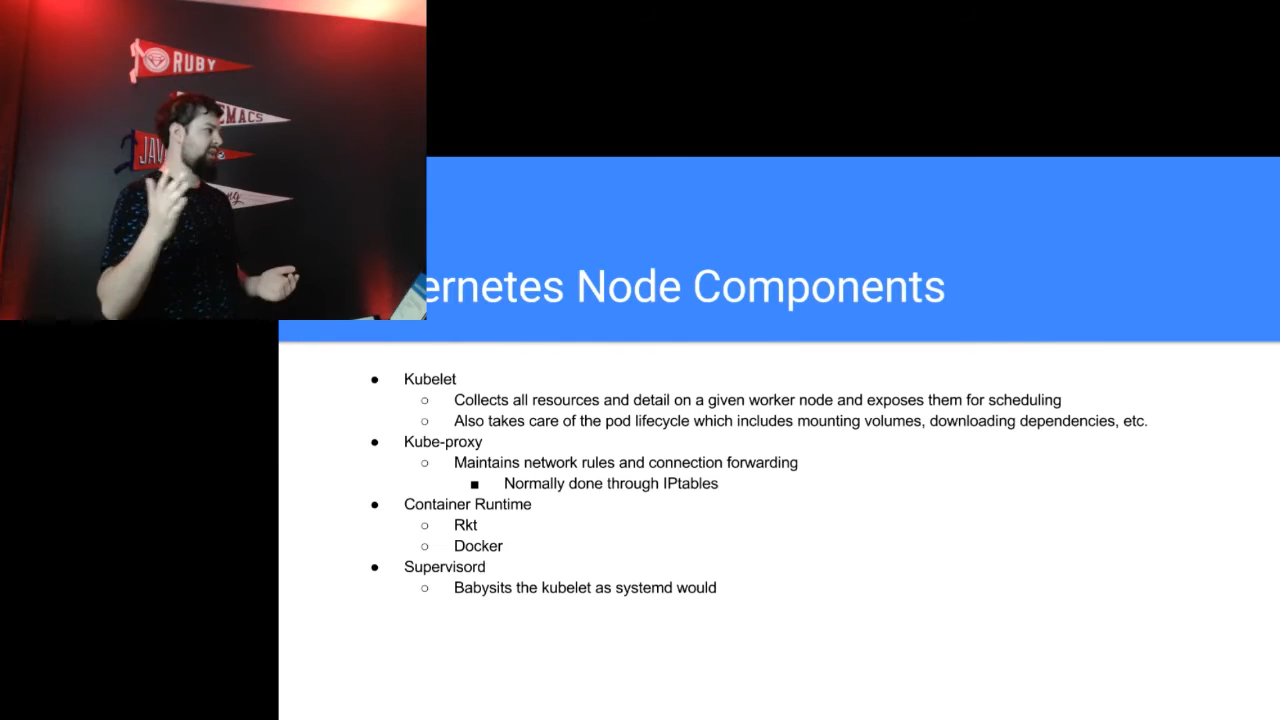 RUBY
EMACS
JAV
ernetes Node Components
● Kubelet
○ Collects all resources and detail on a given worker node and exposes them for scheduling
○ Also takes care of the pod lifecycle which includes mounting volumes, downloading dependencies, etc.
● Kube-proxy
○ Maintains network rules and connection forwarding
■ Normally done through IPtables
● Container Runtime
○ Rkt
○ Docker
● Supervisord
○ Babysits the kubelet as systemd would